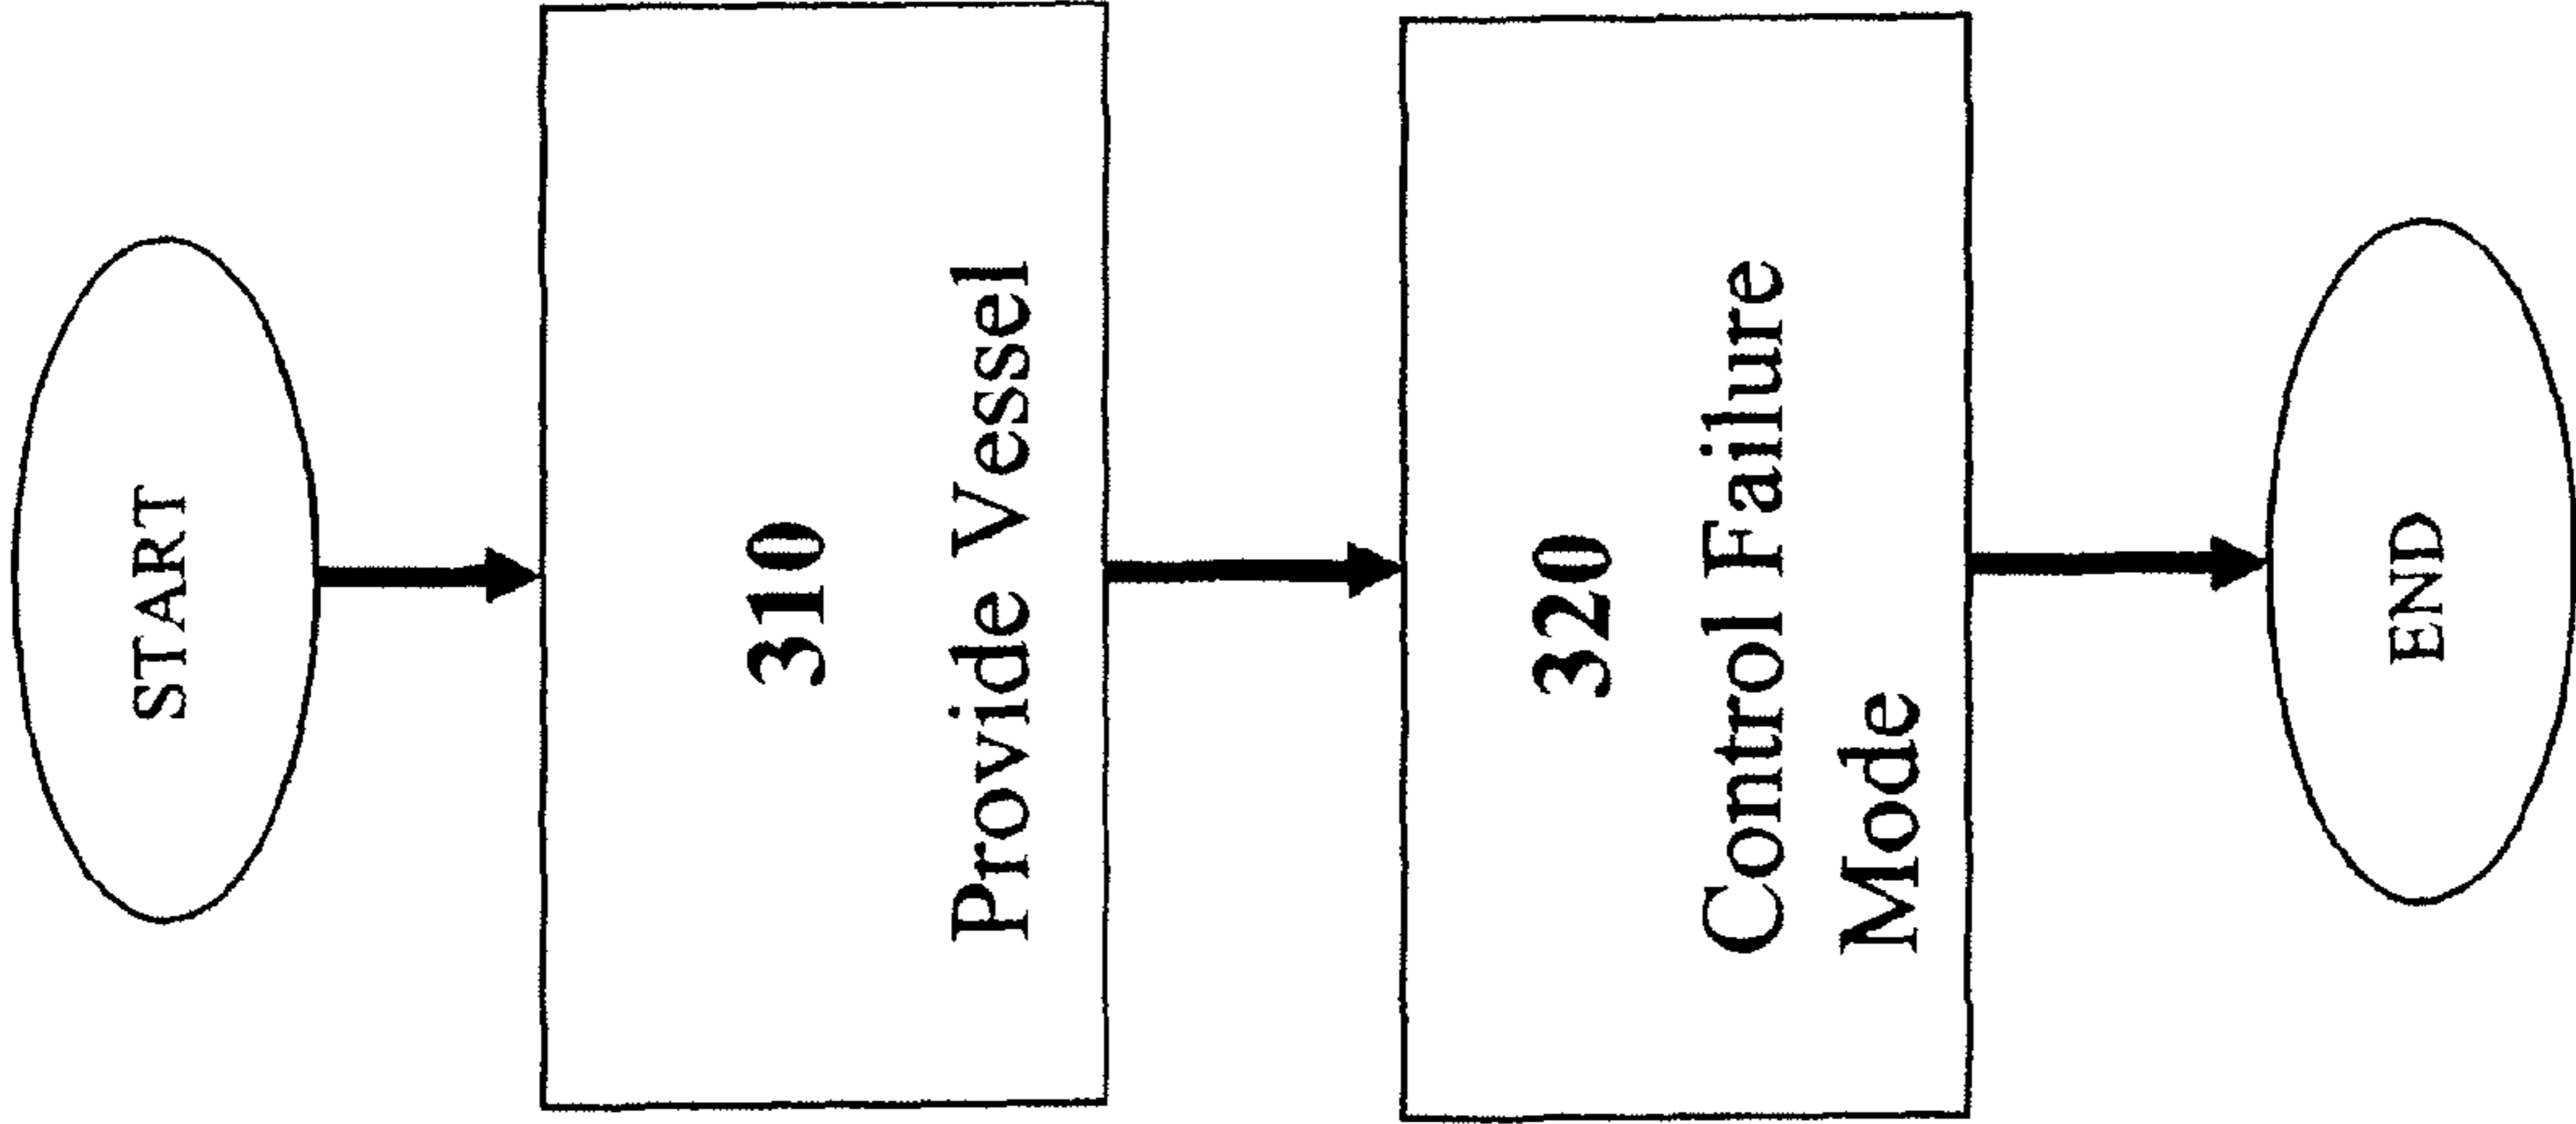 START
310
Provide Vessel
320
Control Failure
Mode
END